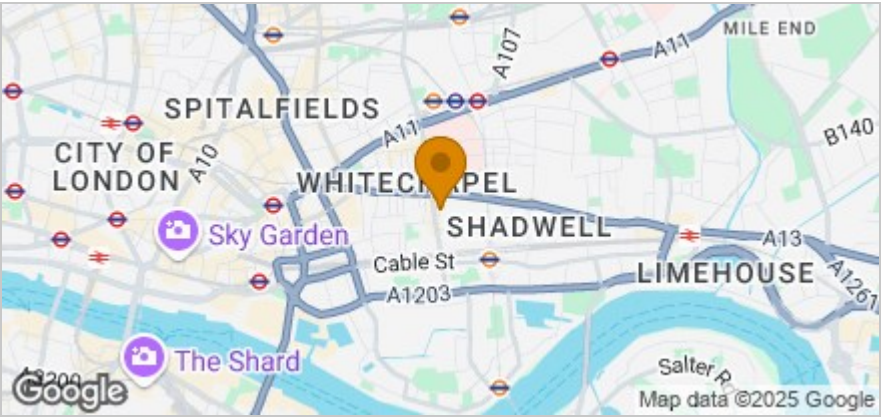 MILE END
A107
A11
SPITALFIELDS
A11
B140
CITY OF
LONDON
A10
WHITECHAPEL
SHADWELL
Sky Garden
A13
Cable St
LIMEHOUSE
A1203
A1261
The Shard
Salter
A3200
Google
Map data ©2025 Google